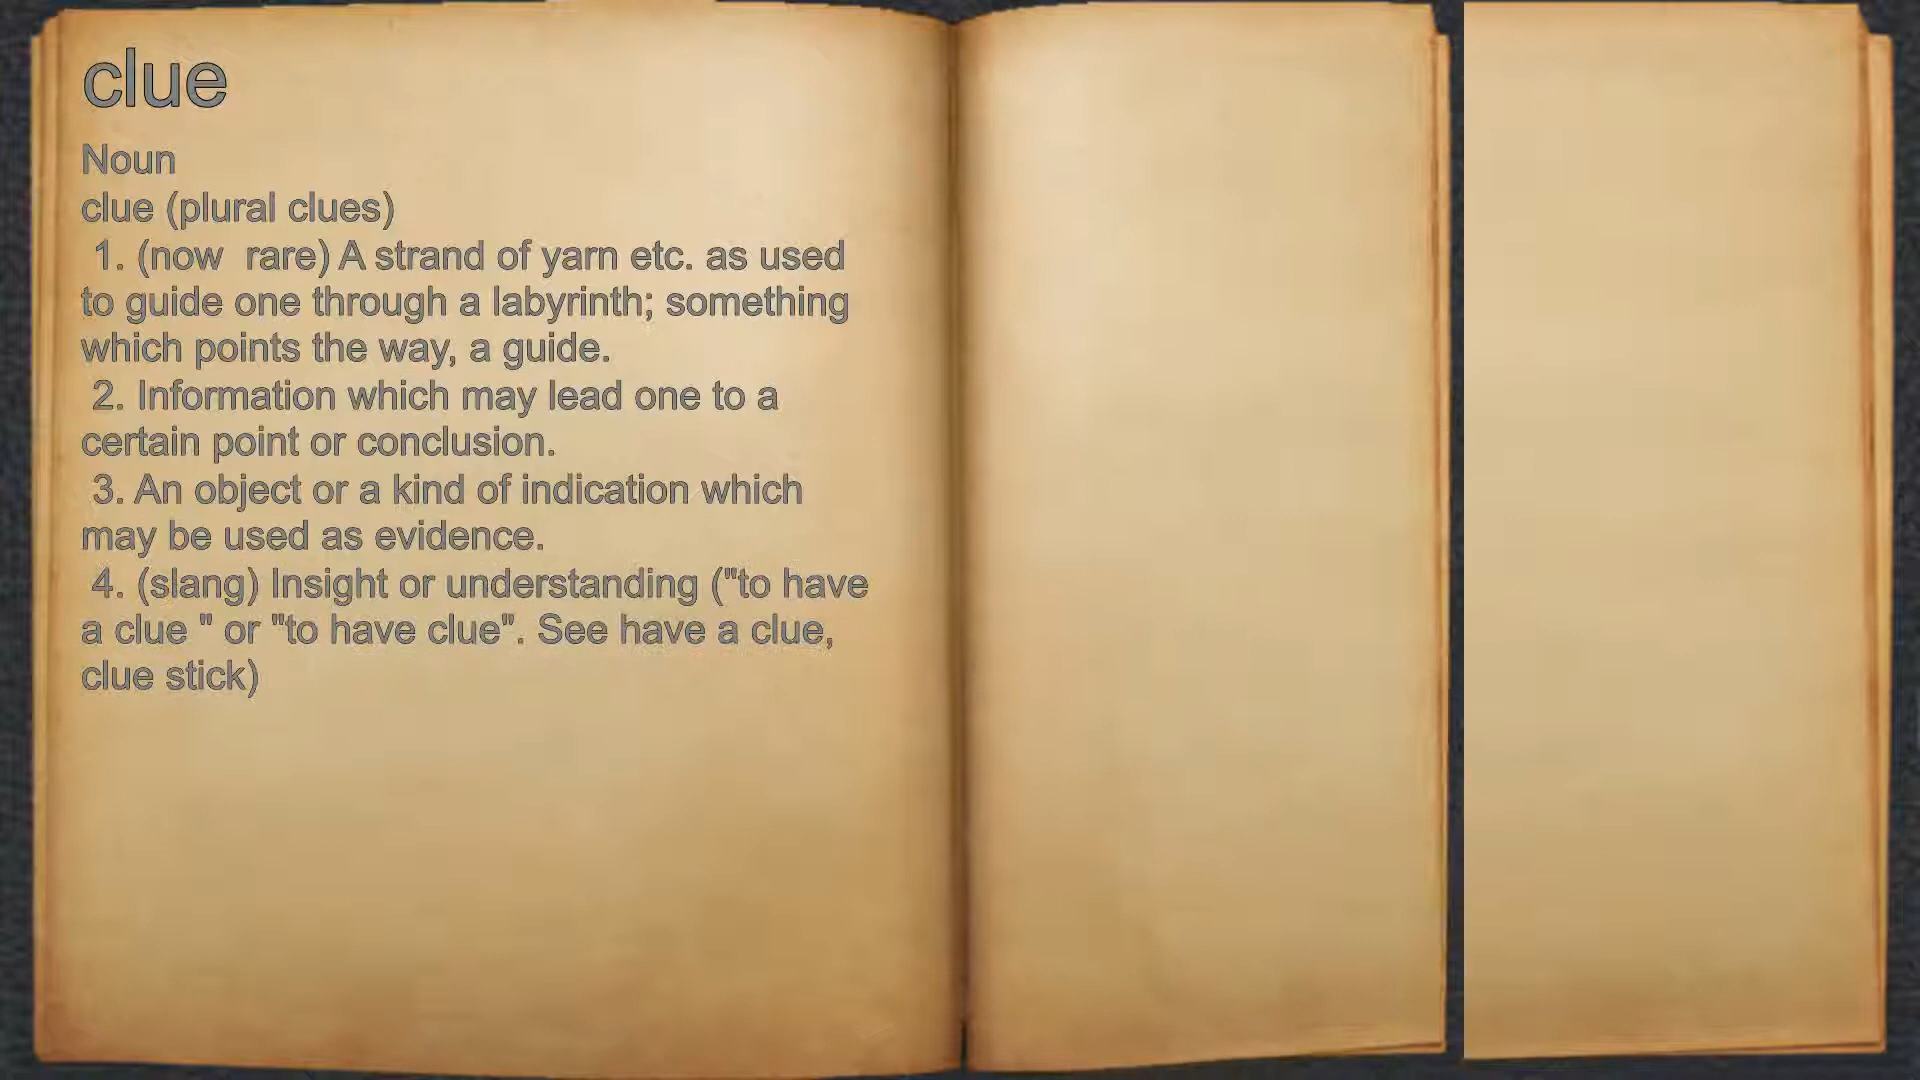 clue
Noun
clue (plural clues)
1. (now  rare) A strand of yarn etc. as used
to guide one through a labyrinth; something
which points the way, a guide.
2. Information which may lead one to a
certain point or conclusion.
3. An object or a kind of indication which
may be used as evidence.
4. (slang) Insight or understanding ("to have
a clue " or "to have clue". See have a clue,
clue stick)